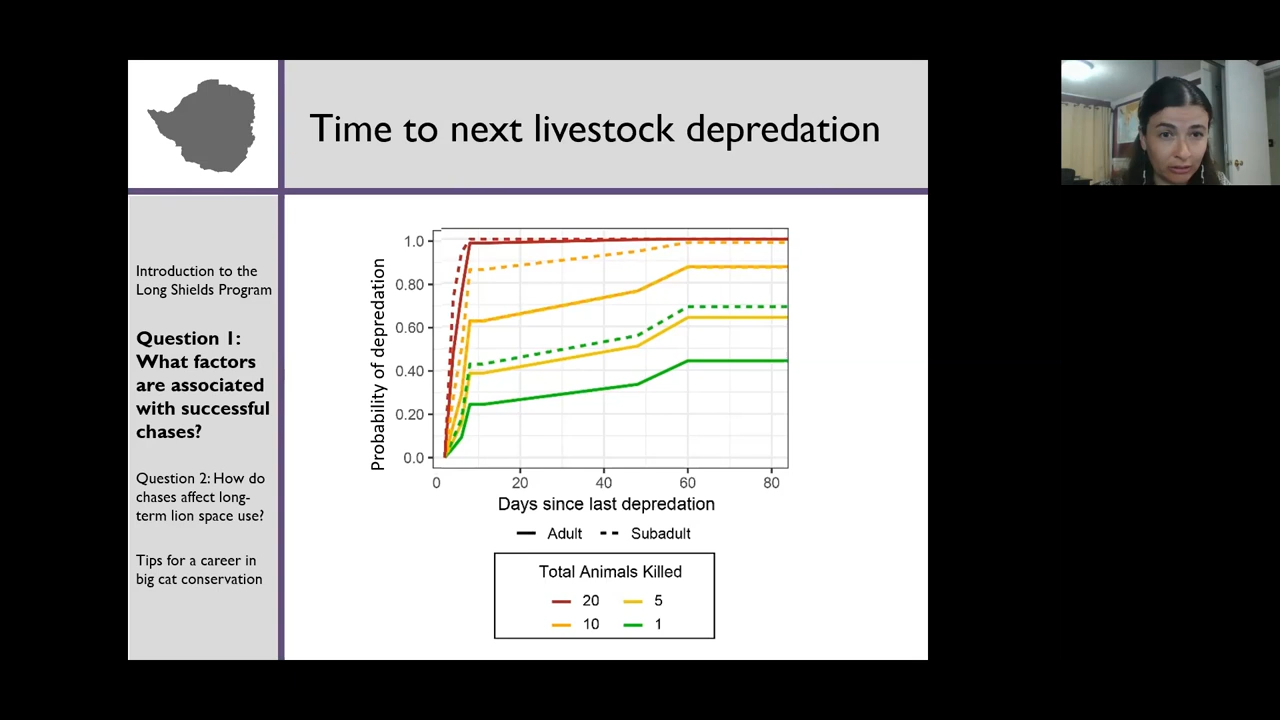 Time to next livestock depredation
Introduction to the
Long Shields Program
Question 1:
What factors
are associated
with successful
chases?
Question 2: How do
chases affect long-
term lion space use?
Tips for a career in
big cat conservation
Probability of depredation
1.0
0.80
0.60
0.40
0.20
0.0
0 20 40 60 80
Days since last depredation
Adult Subadult
Total Animals Killed
20 5
10 1